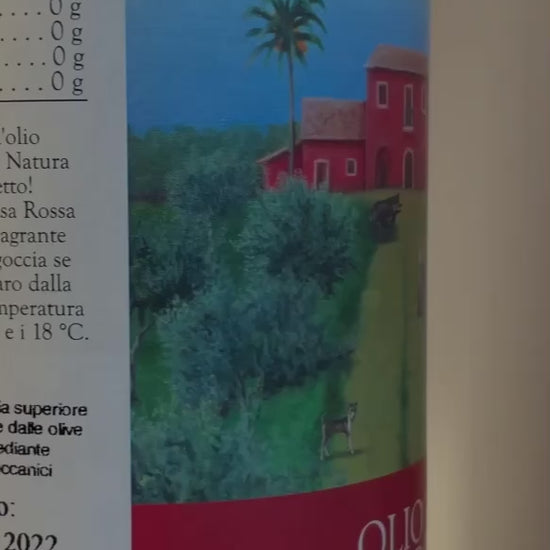 . . . . 0 g
. . . . 0 g
. . . . 0 g
. . . . 0 g
l'olio
Natura
etto!
sa Rossa
agrante
goccia se
aro dalla
mperatura
e i 18 °C.
ia superiore
e dalle olive
ediante
ccanici
o:
2022
OLIO